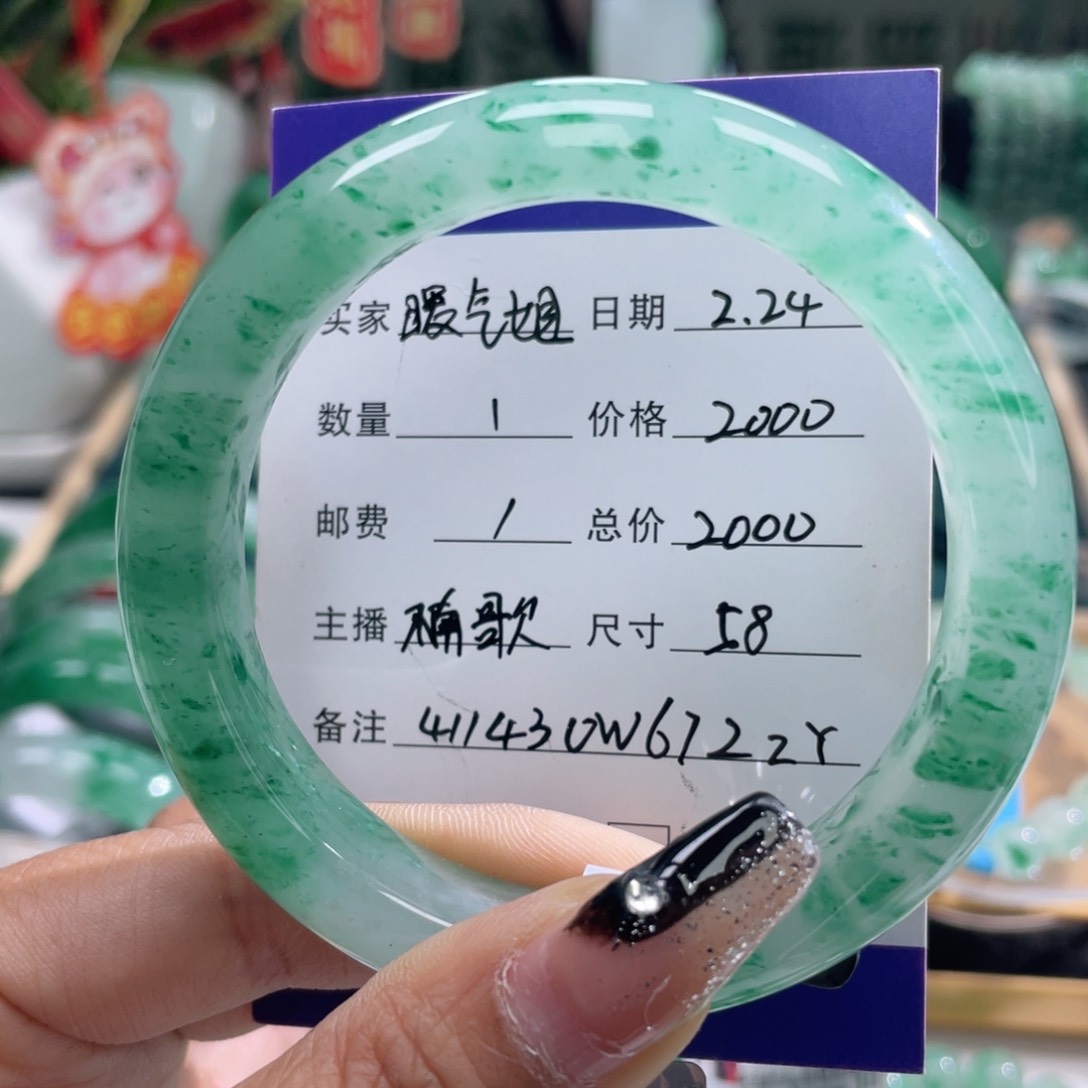 买家 暖气姐 日期 2.24
数量 1 价格 2000
邮费 / 总价 2000
主播 楠歌 尺寸 58
备注 411430W6722Y